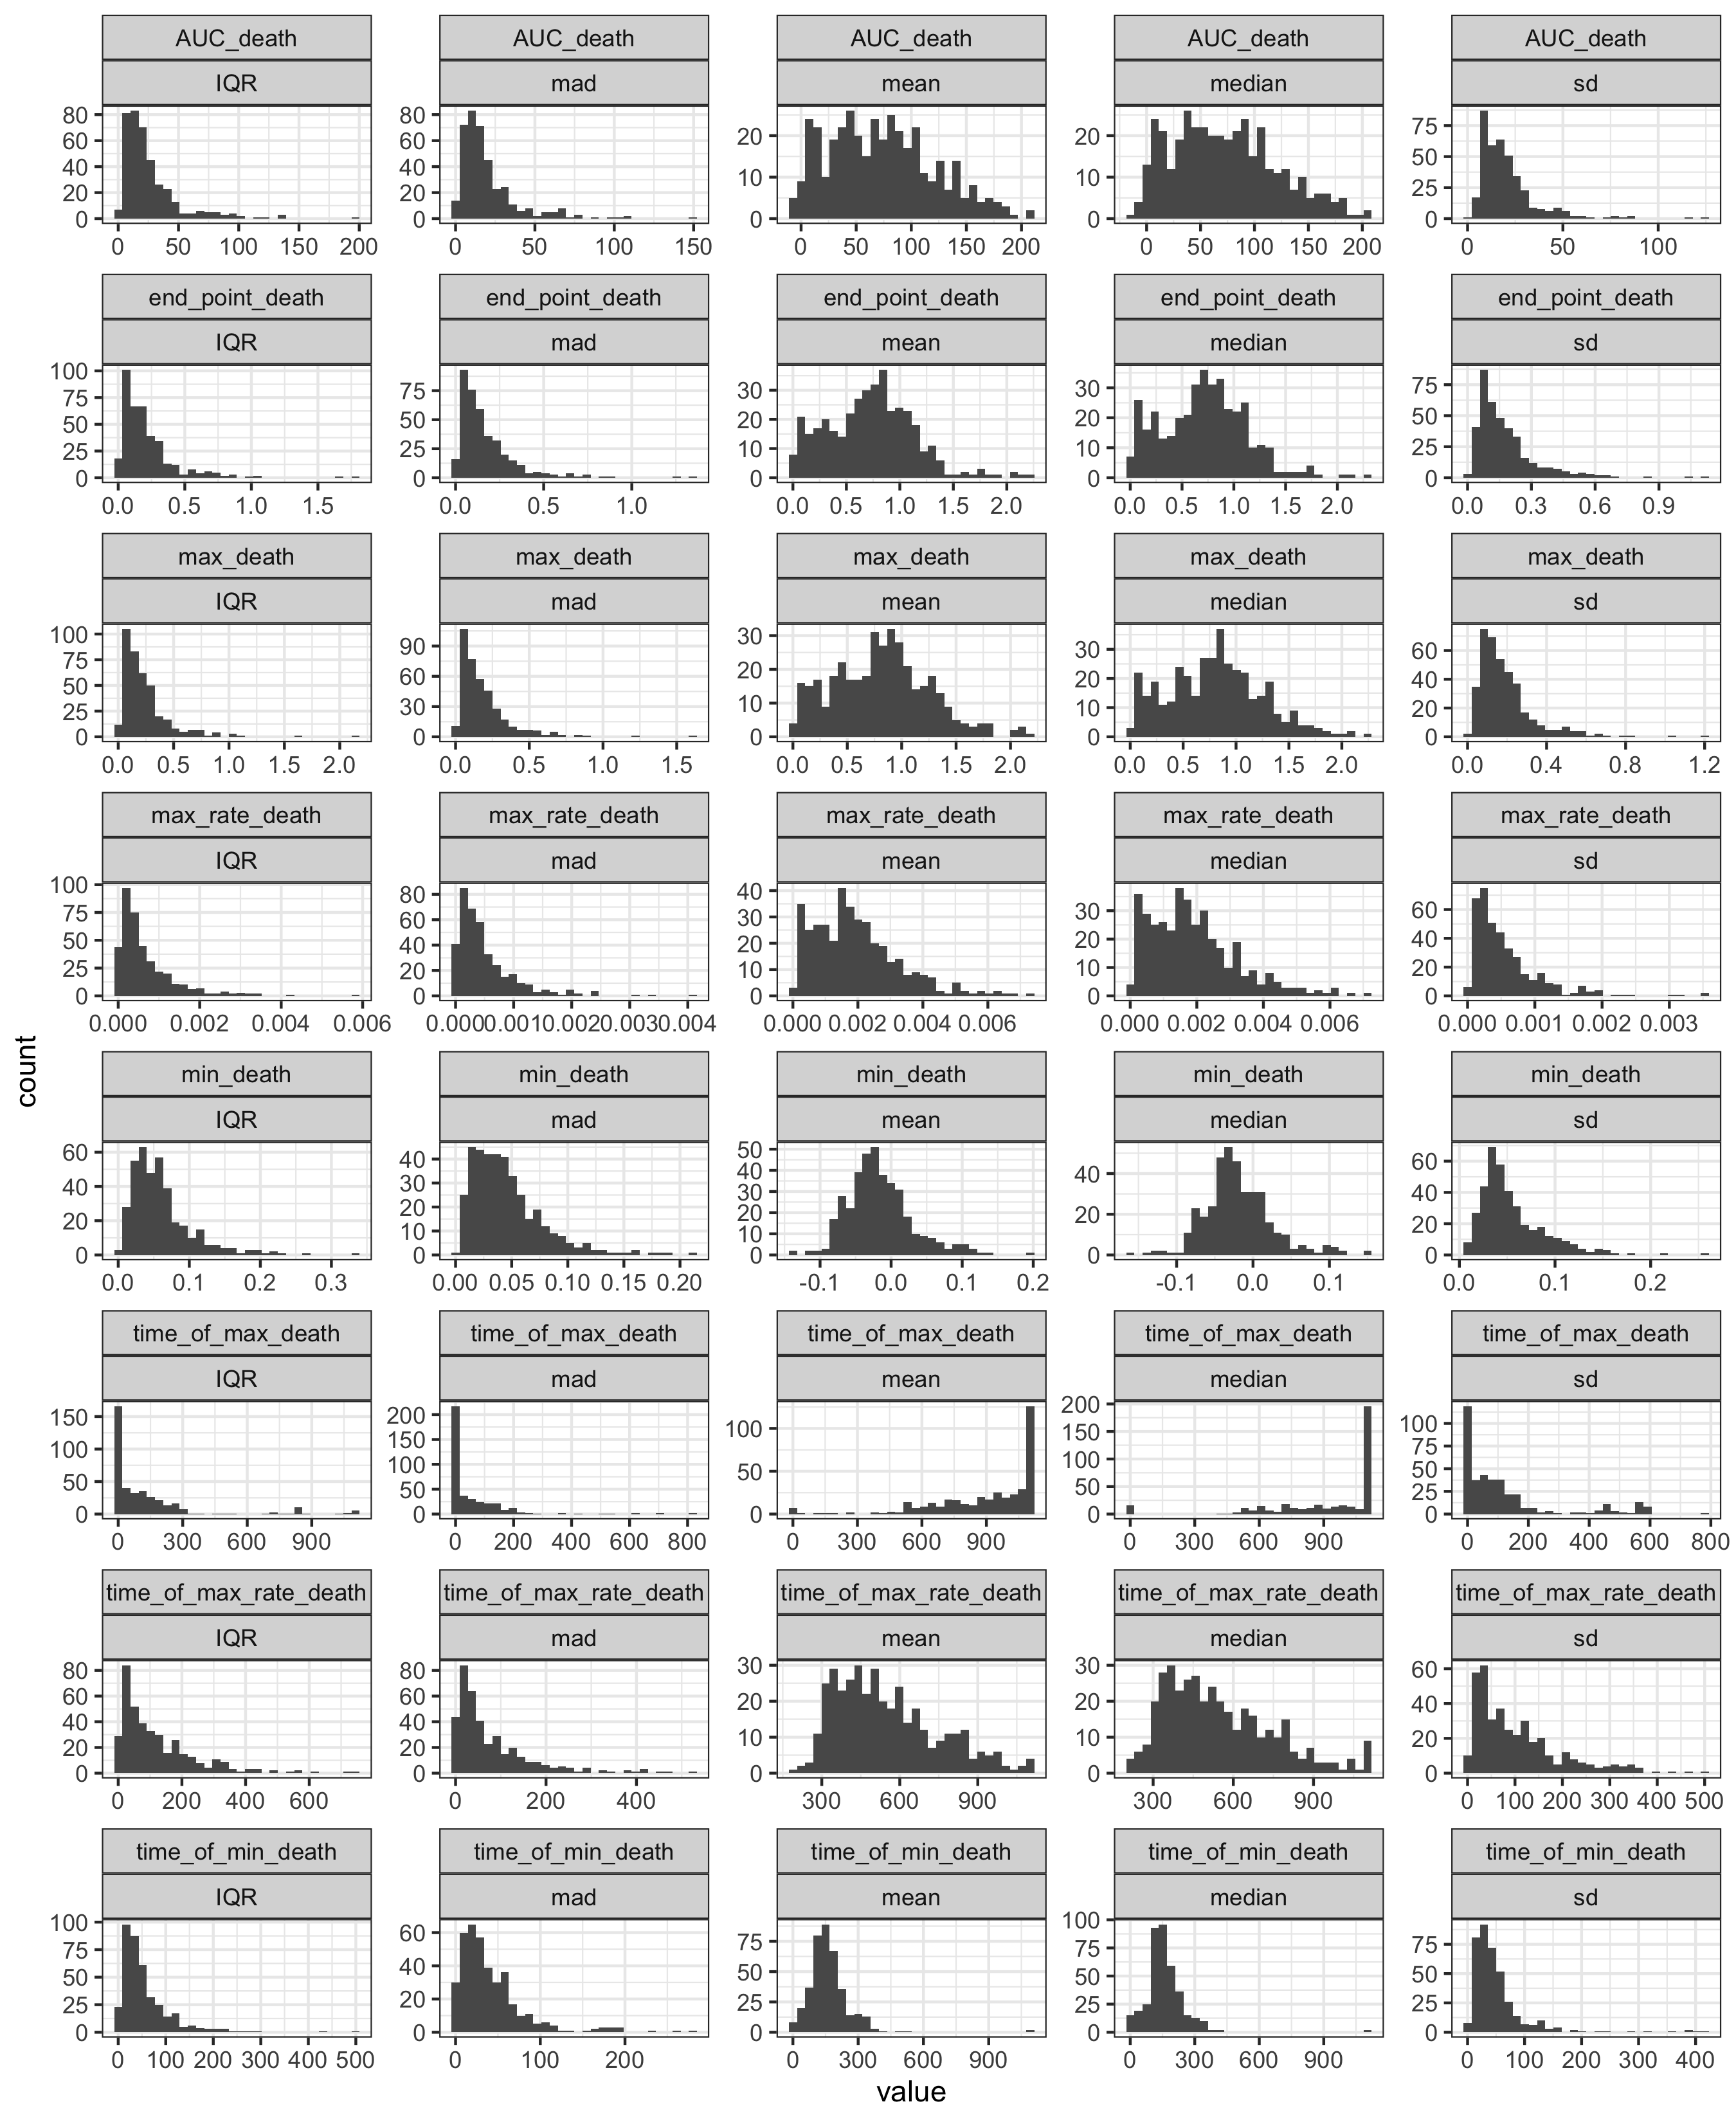 AUC_death AUC_death AUC_death AUC_death AUC_death
IQR mad mean median sd
80 60 40 20 0
80 60 40 20 0
20 10 0
20 10 0
75 50 25 0
0 50 100 150 200
0 50 100 150
0 50 100 150 200
0 50 100 150 200
0 50 100
end_point_death end_point_death end_point_death end_point_death end_point_death
IQR mad mean median sd
100 75 50 25 0
75 50 25 0
30 20 10 0
30 20 10 0
75 50 25 0
0.0 0.5 1.0 1.5
0.0 0.5 1.0
0.0 0.5 1.0 1.5 2.0
0.0 0.5 1.0 1.5 2.0
0.0 0.3 0.6 0.9
max_death max_death max_death max_death max_death
IQR mad mean median sd
100 75 50 25 0
90 60 30 0
30 20 10 0
30 20 10 0
60 40 20 0
0.0 0.5 1.0 1.5 2.0
0.0 0.5 1.0 1.5
0.0 0.5 1.0 1.5 2.0
0.0 0.5 1.0 1.5 2.0
0.0 0.4 0.8 1.2
max_rate_death max_rate_death max_rate_death max_rate_death max_rate_death
IQR mad mean median sd
100 75 50 25 0
80 60 40 20 0
40 30 20 10 0
30 20 10 0
60 40 20 0
0.000 0.002 0.004 0.006
0.000 0.001 0.002 0.003 0.004
0.000 0.002 0.004 0.006
0.000 0.002 0.004 0.006
0.000 0.001 0.002 0.003
count
min_death min_death min_death min_death min_death
IQR mad mean median sd
60 40 20 0
40 30 20 10 0
50 40 30 20 10 0
40 20 0
60 40 20 0
0.0 0.1 0.2 0.3
0.00 0.05 0.10 0.15 0.20
-0.1 0.0 0.1 0.2
-0.1 0.0 0.1
0.0 0.1 0.2
time_of_max_death time_of_max_death time_of_max_death time_of_max_death time_of_max_death
IQR mad mean median sd
150 100 50 0
200 150 100 50 0
100 50 0
200 150 100 50 0
100 75 50 25 0
0 300 600 900
0 200 400 600 800
0 300 600 900
0 300 600 900
0 200 400 600 800
time_of_max_rate_death time_of_max_rate_death time_of_max_rate_death time_of_max_rate_death time_of_max_rate_death
IQR mad mean median sd
80 60 40 20 0
80 60 40 20 0
30 20 10 0
30 20 10 0
60 40 20 0
0 200 400 600
0 200 400
300 600 900
300 600 900
0 100 200 300 400 500
time_of_min_death time_of_min_death time_of_min_death time_of_min_death time_of_min_death
IQR mad mean median sd
100 75 50 25 0
60 40 20 0
75 50 25 0
100 75 50 25 0
75 50 25 0
0 100 200 300 400 500
0 100 200
0 300 600 900
0 300 600 900
0 100 200 300 400
value